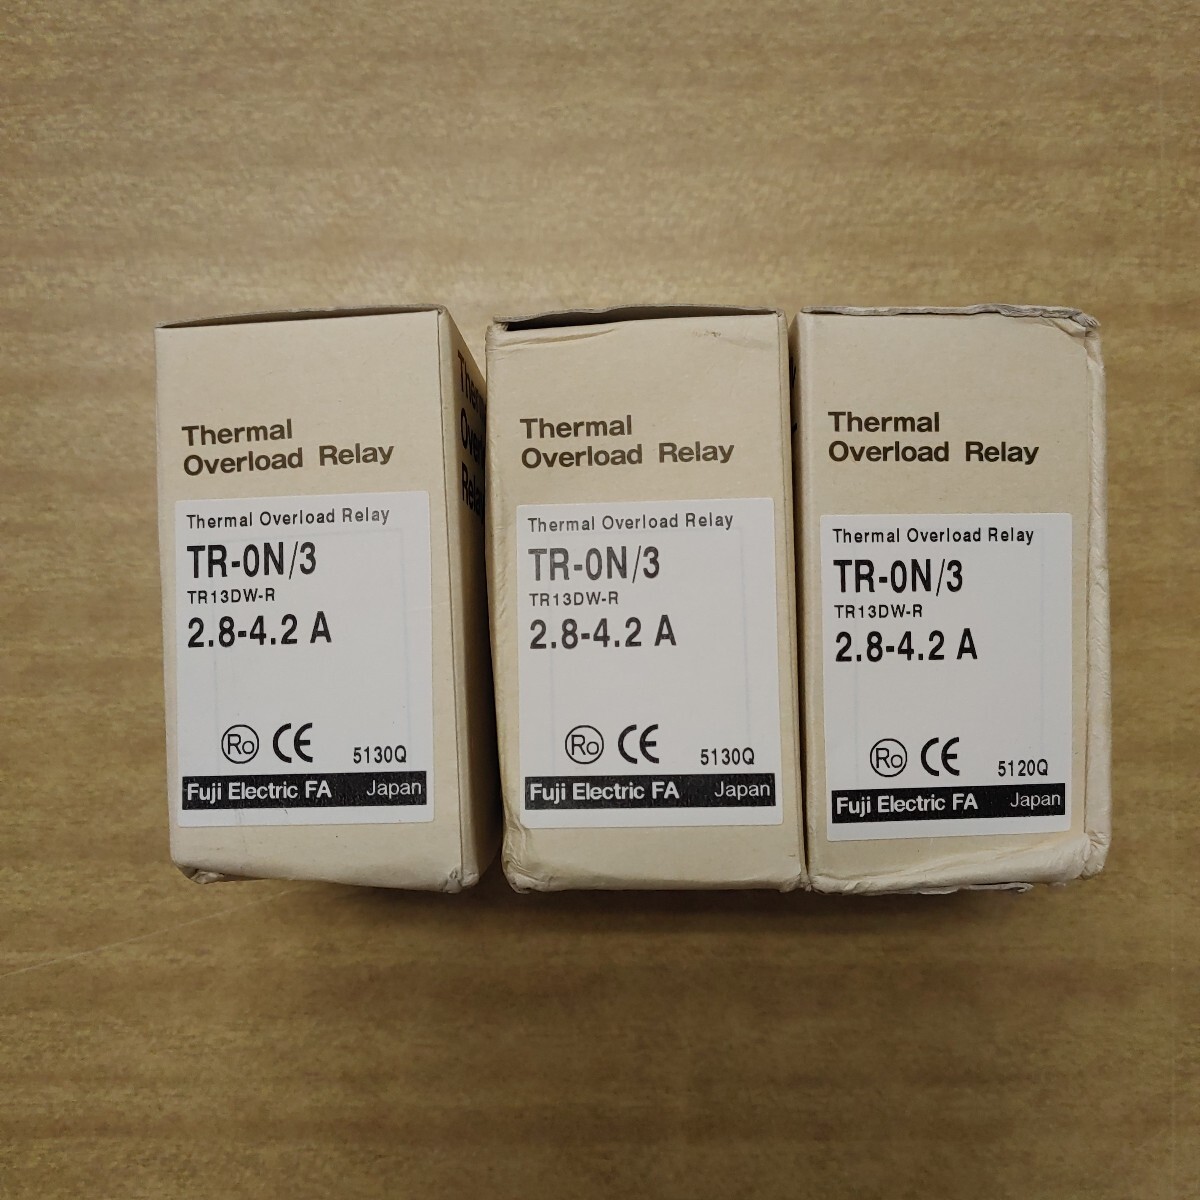 Thermal
Overload Relay
Thermal Overload Relay
TR-0N/3
TR13DW-R
2.8-4.2 A
Ro CE 5130Q
Fuji Electric FA Japan
Thermal
Overload
Relay
Thermal
Overload Relay
Thermal Overload Relay
TR-0N/3
TR13DW-R
2.8-4.2 A
Ro CE 5130Q
Fuji Electric FA Japan
Thermal
Overload Relay
Thermal Overload Relay
TR-0N/3
TR13DW-R
2.8-4.2 A
Ro CE 5120Q
Fuji Electric FA Japan